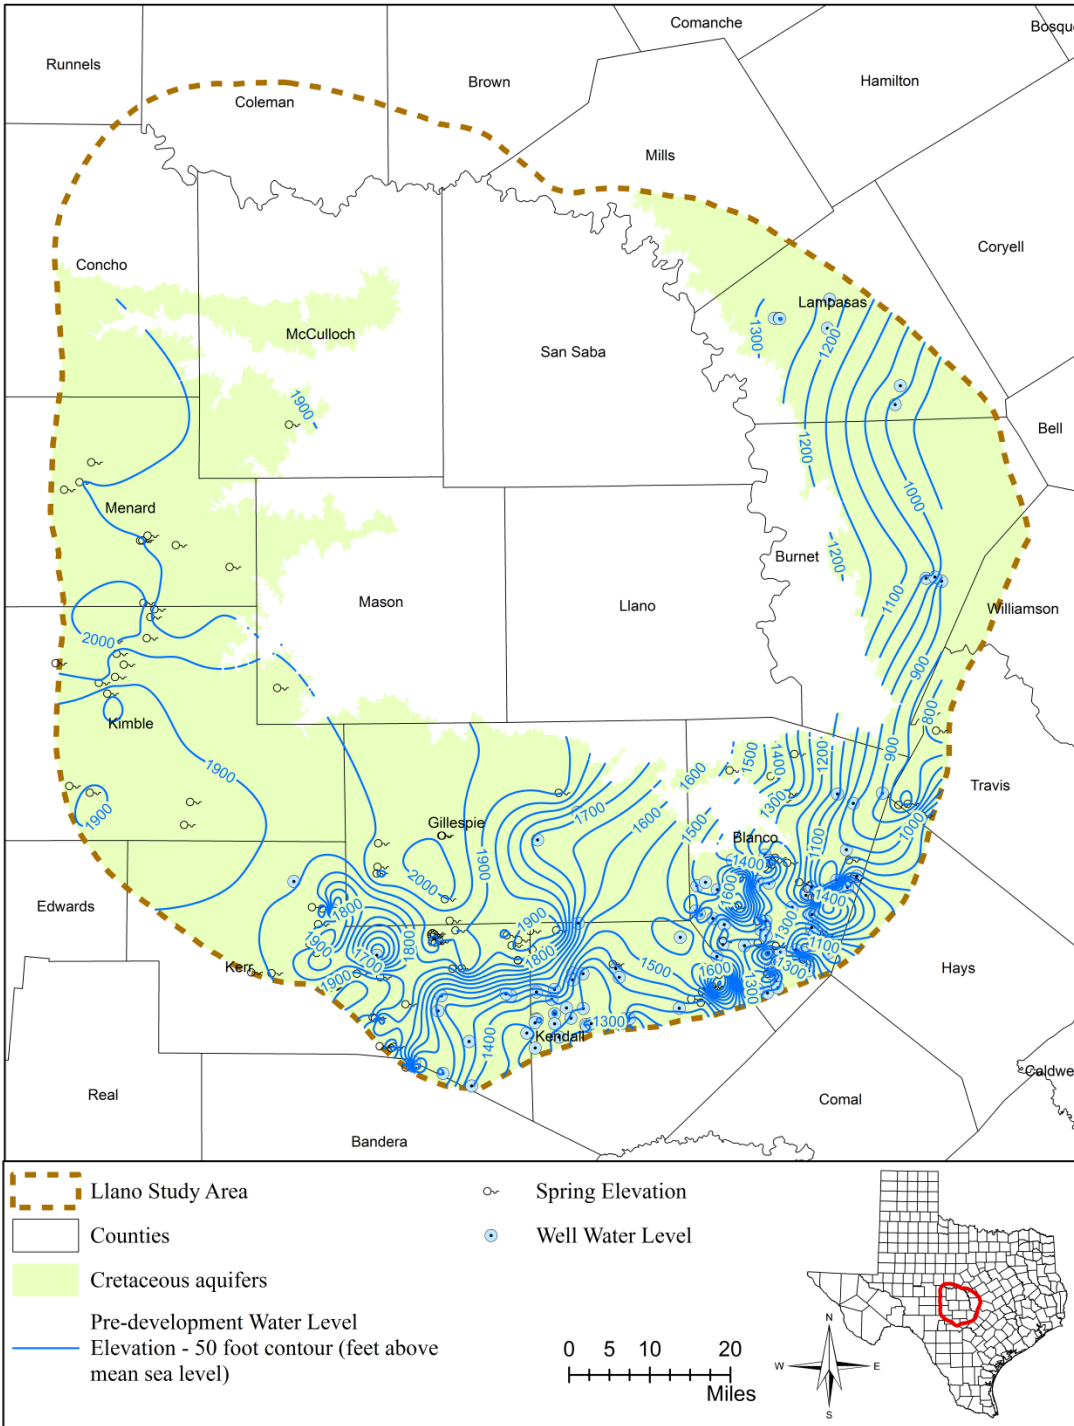 Comanche
Bosque
Runnels
Brown
Hamilton
Coleman
Mills
Coryell
Concho
Lampasas
1300
1200
McCulloch
San Saba
1900
Bell
1200
1000
Menard
Burnet
1200
Mason
Llano
1100
Williamson
2000
900
Kimble
800
1900
1500
1400
1200
900
1600
1900
1700
1300
Travis
1600
1000
Gillespie
1500
Blanco
1100
1400
2000
1600
1400
Edwards
1800
1900
1300
1800
1900
1700
1800
1100
Kerr
1500
1600
1300
Hays
1900
1300
1400
1300
Kendall
Real
Comal
Caldwe
Bandera
Llano Study Area
Spring Elevation
Counties
Well Water Level
Cretaceous aquifers
Pre-development Water Level
Elevation - 50 foot contour (feet above
mean sea level)
0 5 10 20
Miles
N
W E
S